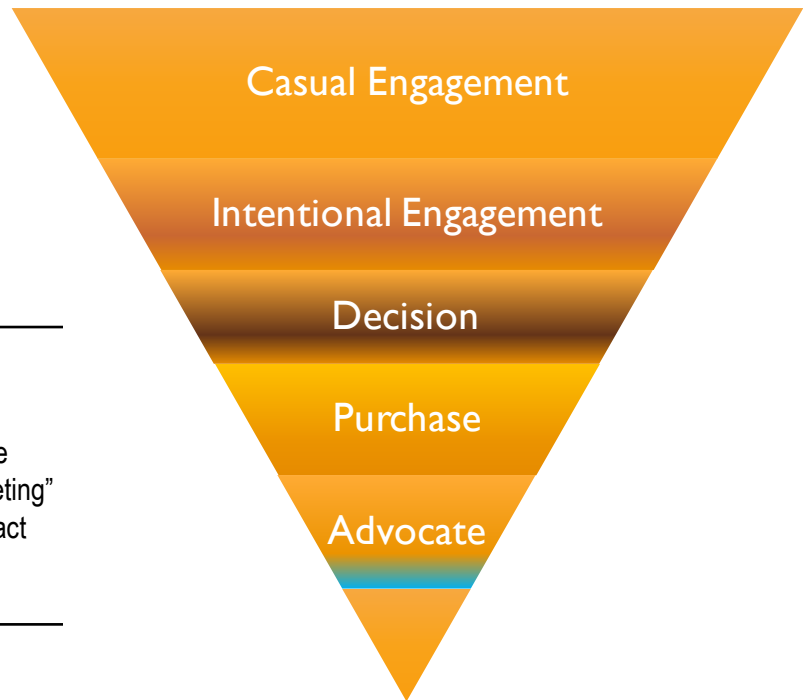 Casual Engagement
Intentional Engagement
Decision
Purchase
Advocate